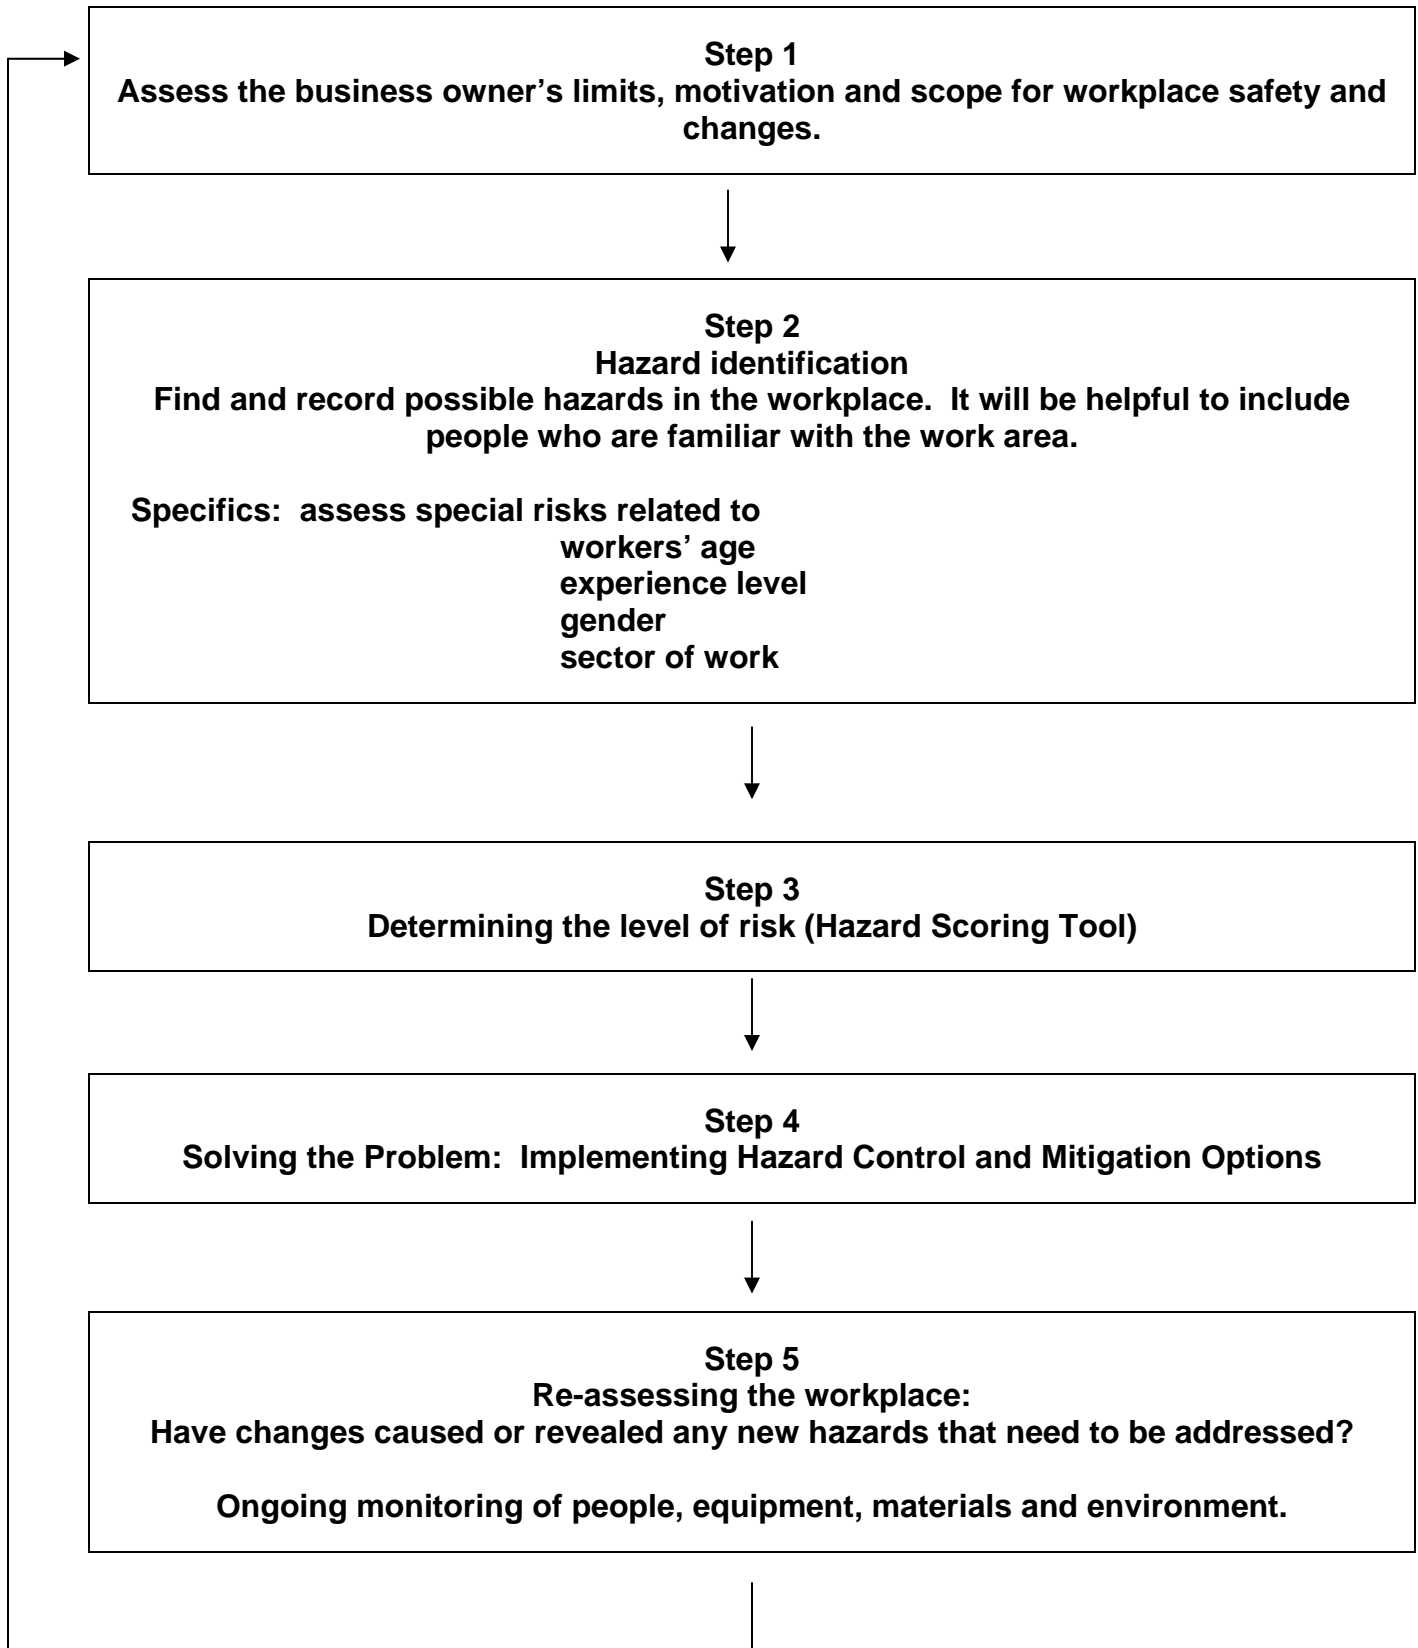 Step 1
Assess the business owner’s limits, motivation and scope for workplace safety and
changes.
Step 2
Hazard identification
Find and record possible hazards in the workplace.  It will be helpful to include
people who are familiar with the work area.
Specifics:  assess special risks related to
workers’ age
experience level
gender
sector of work
Step 3
Determining the level of risk (Hazard Scoring Tool)
Step 4
Solving the Problem:  Implementing Hazard Control and Mitigation Options
Step 5
Re-assessing the workplace:
Have changes caused or revealed any new hazards that need to be addressed?
Ongoing monitoring of people, equipment, materials and environment.